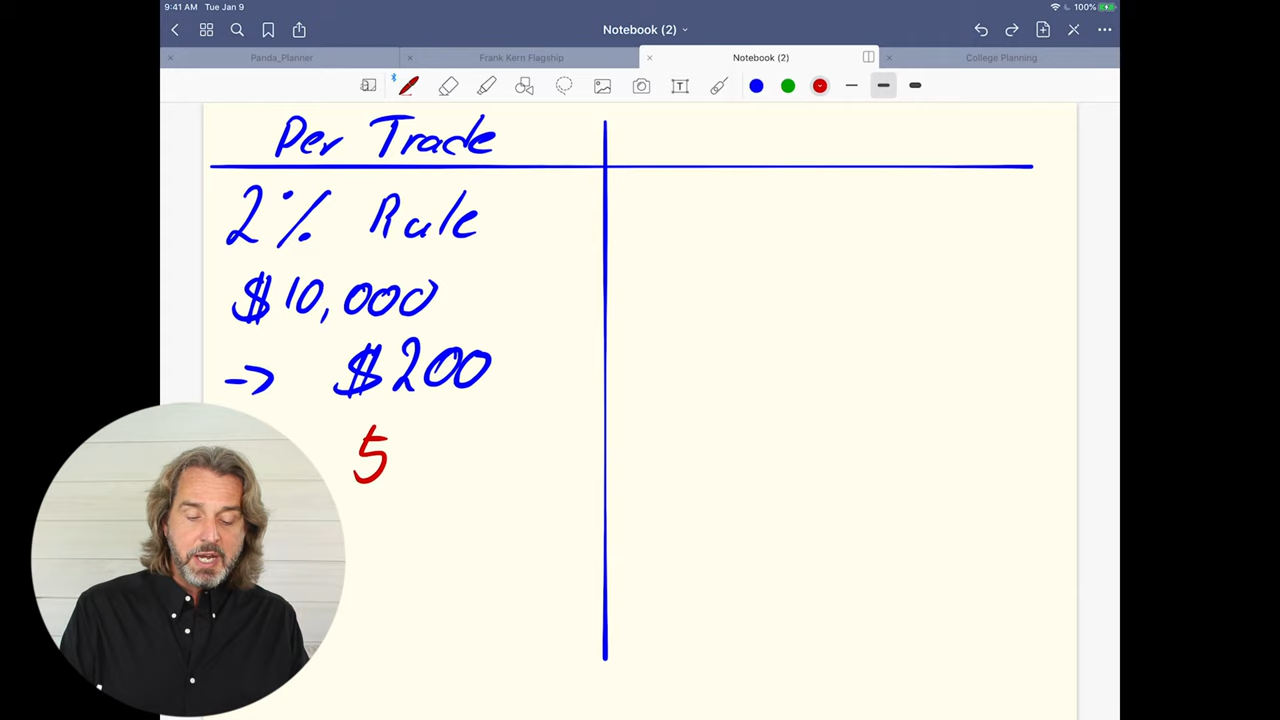 9:41 AM Tue Jan 9
100%
Notebook (2)
Panda_Planner
Frank Kern Flagship
Notebook (2)
College Planning
T
Per Trade
2% Rule
$10,000
-> $200
5